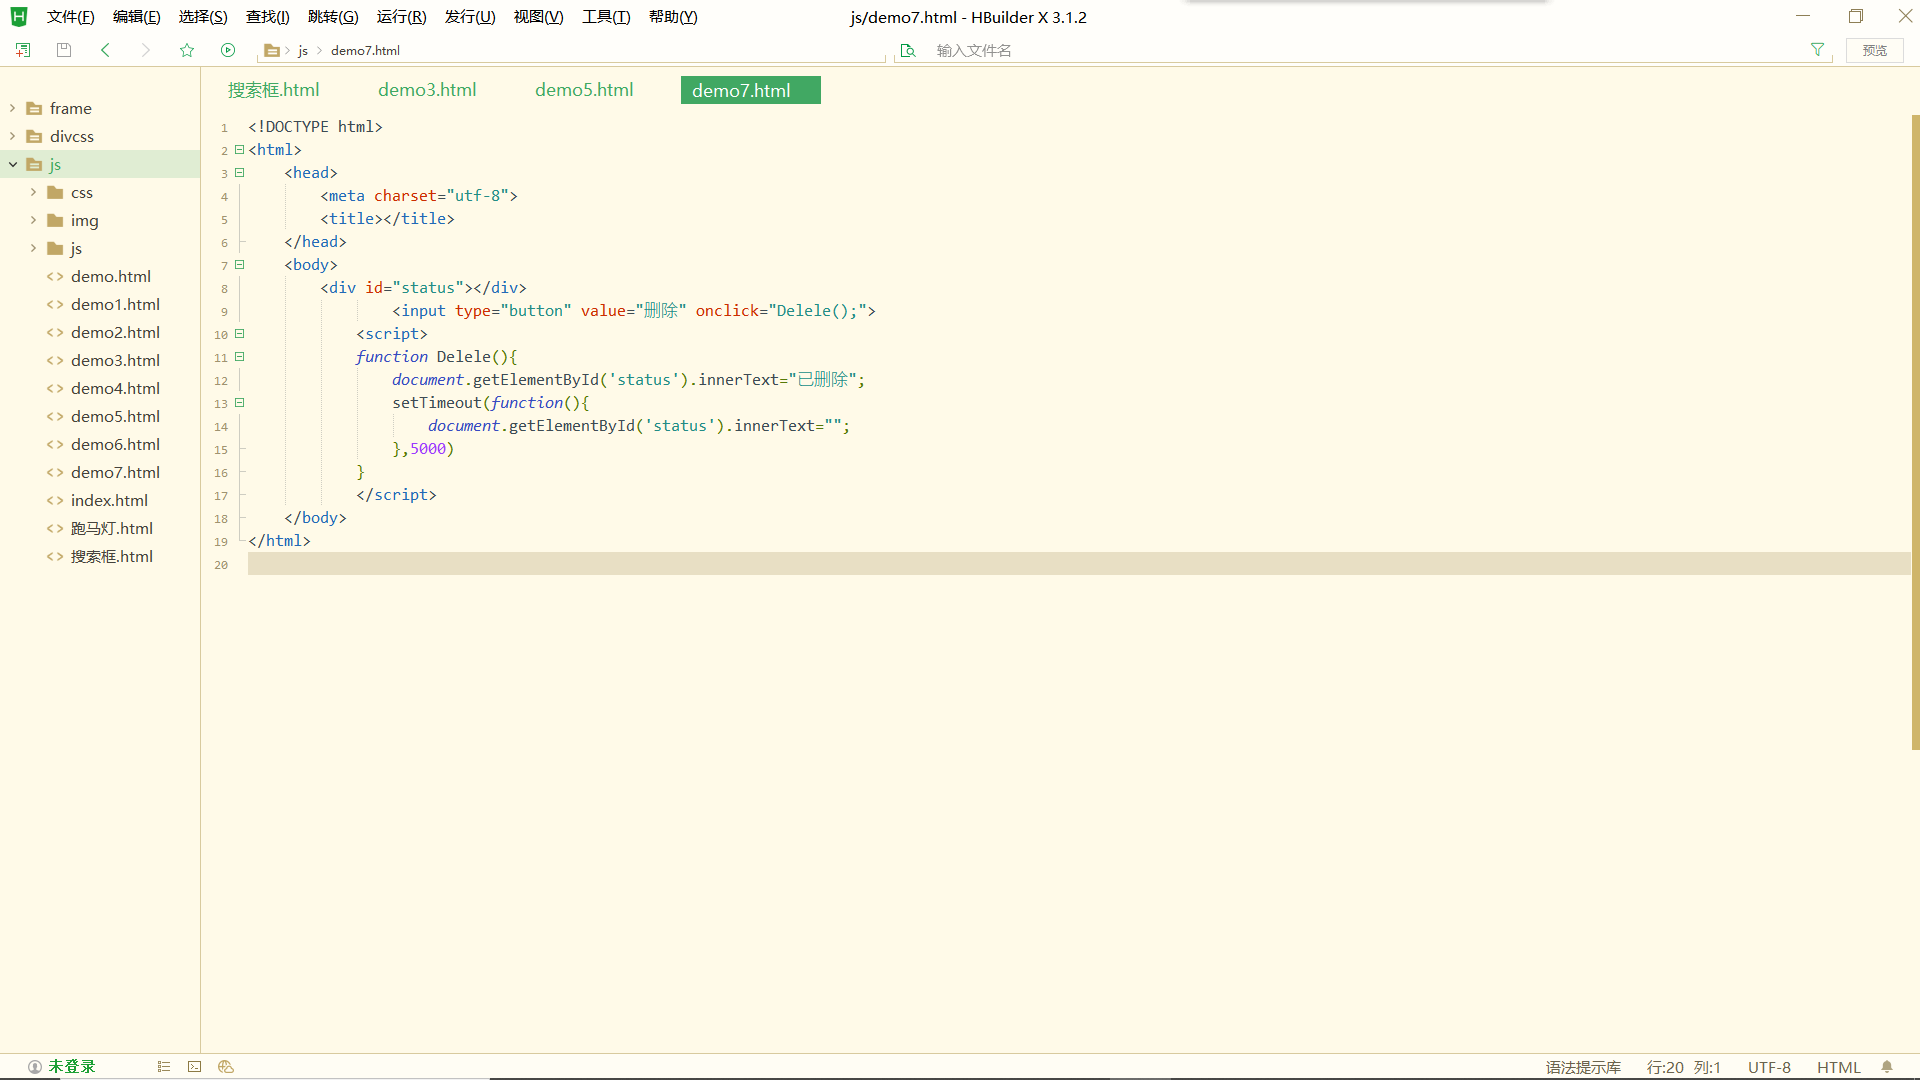 文件(F) 编辑(E) 选择(S) 查找(I) 跳转(G) 运行(R) 发行(U) 视图(V) 工具(T) 帮助(Y) js/demo7.html - HBuilder X 3.1.2
js demo7.html 输入文件名 预览
搜索框.html demo3.html demo5.html demo7.html
frame
divcss
js
css
img
js
demo.html
demo1.html
demo2.html
demo3.html
demo4.html
demo5.html
demo6.html
demo7.html
index.html
跑马灯.html
搜索框.html
1 <!DOCTYPE html>
2 <html>
3 <head>
4 <meta charset="utf-8">
5 <title></title>
6 </head>
7 <body>
8 <div id="status"></div>
9 <input type="button" value="删除" onclick="Delele();">
10 <script>
11 function Delele(){
12 document.getElementById('status').innerText="已删除";
13 setTimeout(function(){
14 document.getElementById('status').innerText="";
15 },5000)
16 }
17 </script>
18 </body>
19 </html>
20
未登录 语法提示库 行:20 列:1 UTF-8 HTML